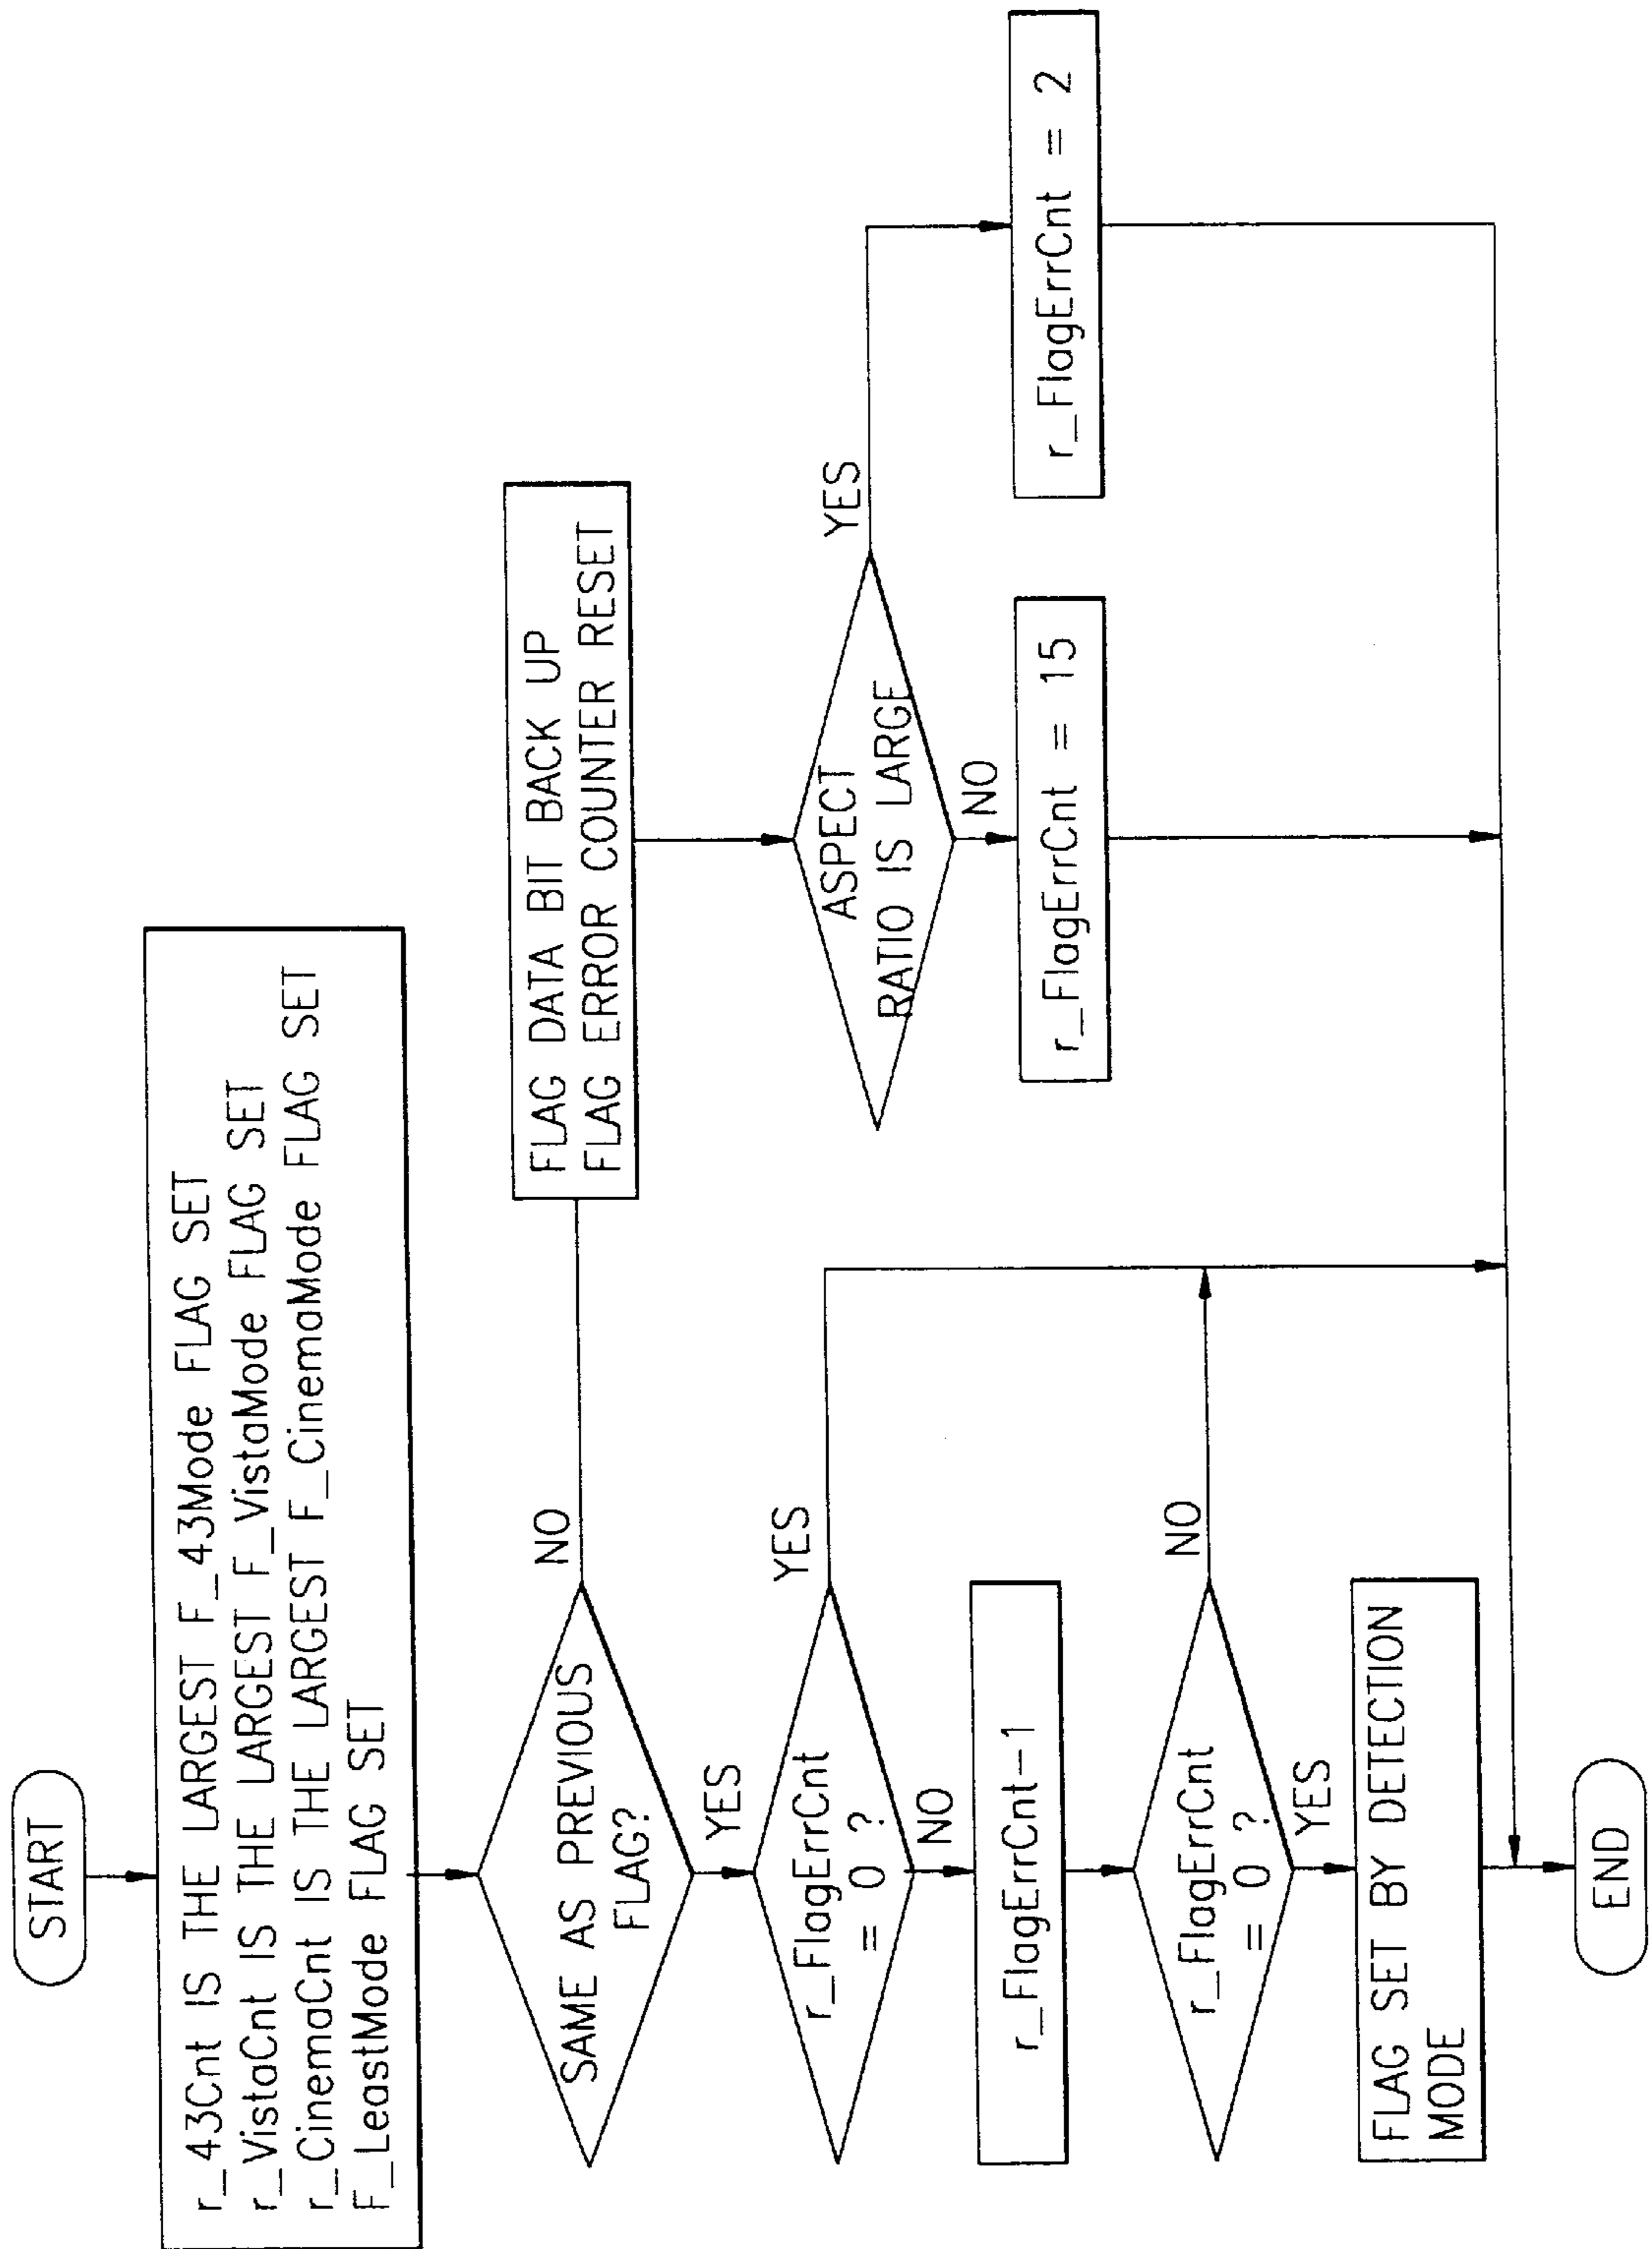 START
r_43Cnt IS THE LARGEST F_43Mode FLAG SET
r_VistaCnt IS THE LARGEST F_VistaMode FLAG SET
r_CinemaCnt IS THE LARGEST F_CinemaMode FLAG SET
F_LeastMode FLAG SET
SAME AS PREVIOUS
FLAG?
NO
YES
FLAG DATA BIT BACK UP
FLAG ERROR COUNTER RESET
r_FlagErrCnt
= 0 ?
YES
NO
ASPECT
RATIO IS LARGE
YES
NO
r_FlagErrCnt-1
r_FlagErrCnt = 15
r_FlagErrCnt = 2
r_FlagErrCnt
= 0 ?
NO
YES
FLAG SET BY DETECTION
MODE
END